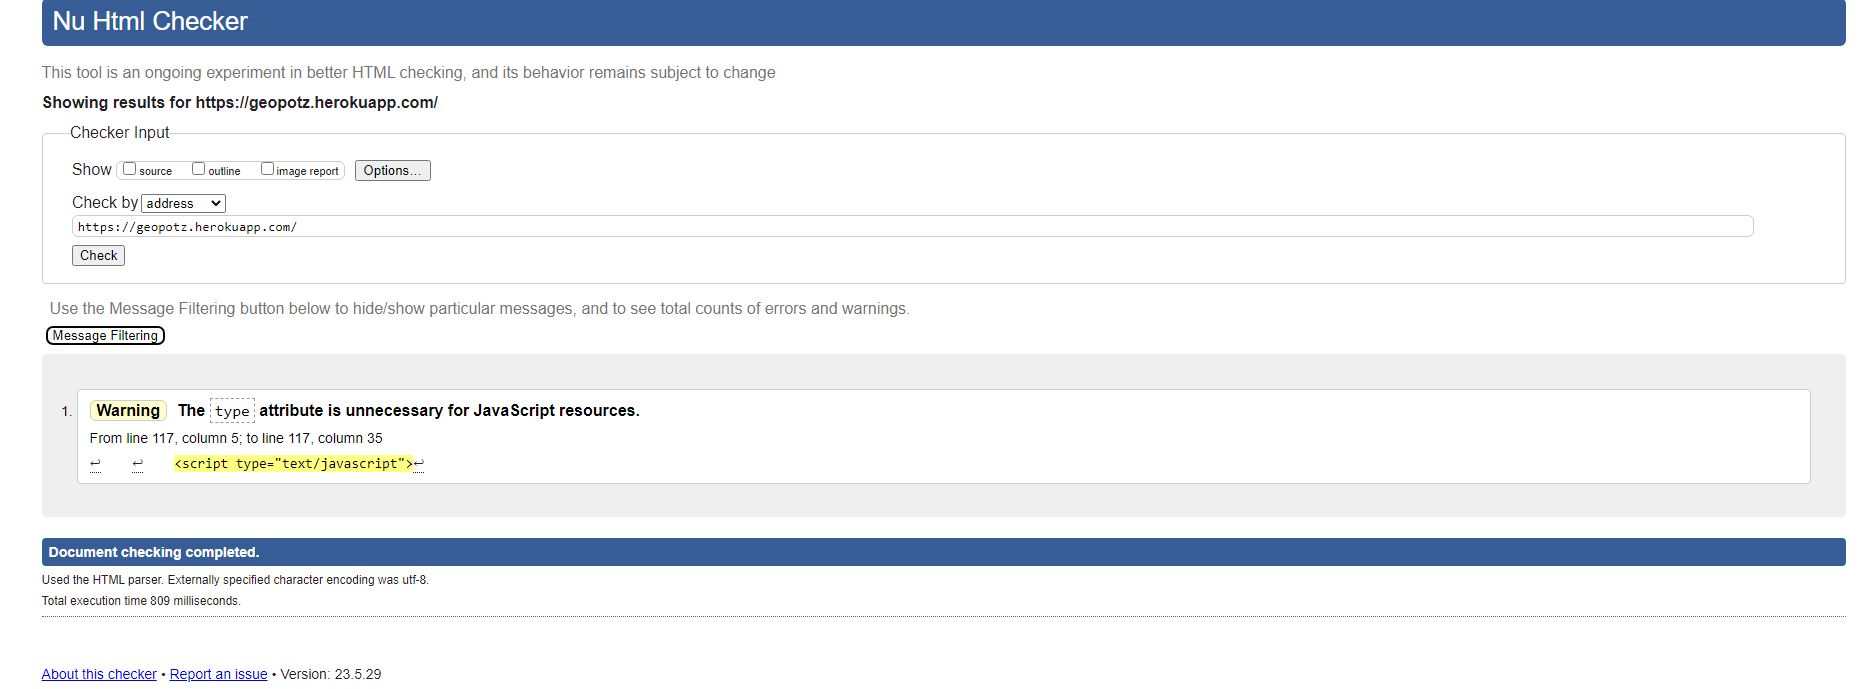 Nu Html Checker
This tool is an ongoing experiment in better HTML checking, and its behavior remains subject to change
Showing results for https://geopotz.herokuapp.com/
Checker Input
Show source outline image report Options...
Check by address
https://geopotz.herokuapp.com/
Check
Use the Message Filtering button below to hide/show particular messages, and to see total counts of errors and warnings.
Message Filtering
1. Warning The type attribute is unnecessary for JavaScript resources.
From line 117, column 5; to line 117, column 35
↩ ↩ <script type="text/javascript">↩
Document checking completed.
Used the HTML parser. Externally specified character encoding was utf-8.
Total execution time 809 milliseconds.
About this checker • Report an issue • Version: 23.5.29